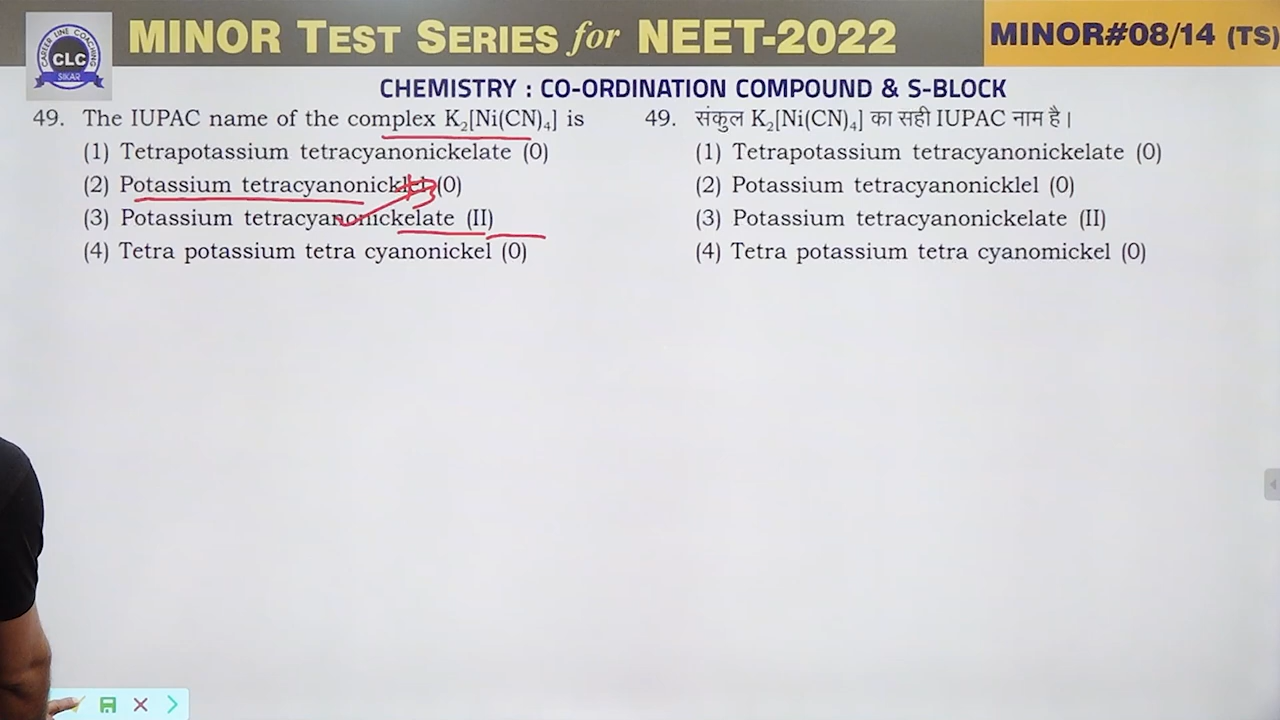 CAREER LINE COACHING
CLC
SIKAR
MINOR TEST SERIES for NEET-2022
MINOR#08/14 (TS)
CHEMISTRY : CO-ORDINATION COMPOUND & S-BLOCK
49. The IUPAC name of the complex K₂[Ni(CN)₄] is
(1) Tetrapotassium tetracyanonickelate (0)
(2) Potassium tetracyanonicklel (0)
(3) Potassium tetracyanonickelate (II)
(4) Tetra potassium tetra cyanonickel (0)
49. संकुल K₂[Ni(CN)₄] का सही IUPAC नाम है।
(1) Tetrapotassium tetracyanonickelate (0)
(2) Potassium tetracyanonicklel (0)
(3) Potassium tetracyanonickelate (II)
(4) Tetra potassium tetra cyanomickel (0)